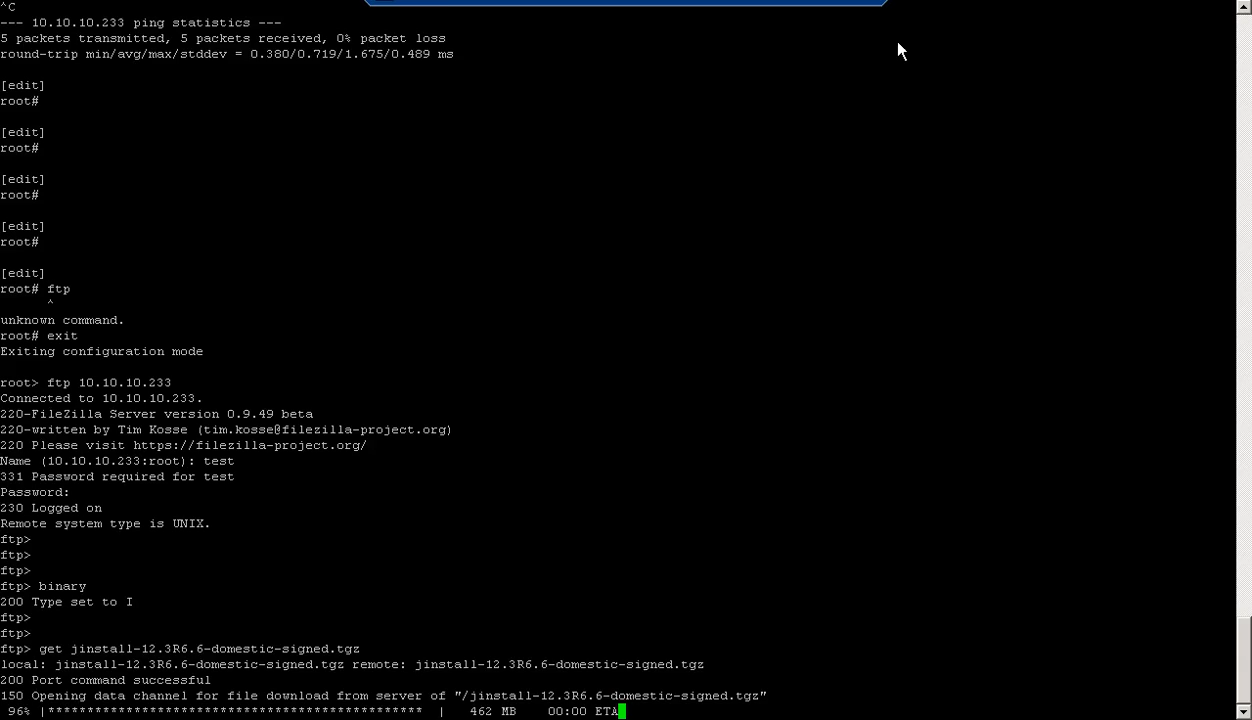 ^C
--- 10.10.10.233 ping statistics ---
5 packets transmitted, 5 packets received, 0% packet loss
round-trip min/avg/max/stddev = 0.380/0.719/1.675/0.489 ms
[edit]
root#
[edit]
root#
[edit]
root#
[edit]
root#
[edit]
root# ftp
^
unknown command.
root# exit
Exiting configuration mode
root> ftp 10.10.10.233
Connected to 10.10.10.233.
220-FileZilla Server version 0.9.49 beta
220-written by Tim Kosse (tim.kosse@filezilla-project.org)
220 Please visit https://filezilla-project.org/
Name (10.10.10.233:root): test
331 Password required for test
Password:
230 Logged on
Remote system type is UNIX.
ftp>
ftp>
ftp>
ftp> binary
200 Type set to I
ftp>
ftp>
ftp> get jinstall-12.3R6.6-domestic-signed.tgz
local: jinstall-12.3R6.6-domestic-signed.tgz remote: jinstall-12.3R6.6-domestic-signed.tgz
200 Port command successful
150 Opening data channel for file download from server of "/jinstall-12.3R6.6-domestic-signed.tgz"
96% |************************************************  |   462 MB    00:00 ETA